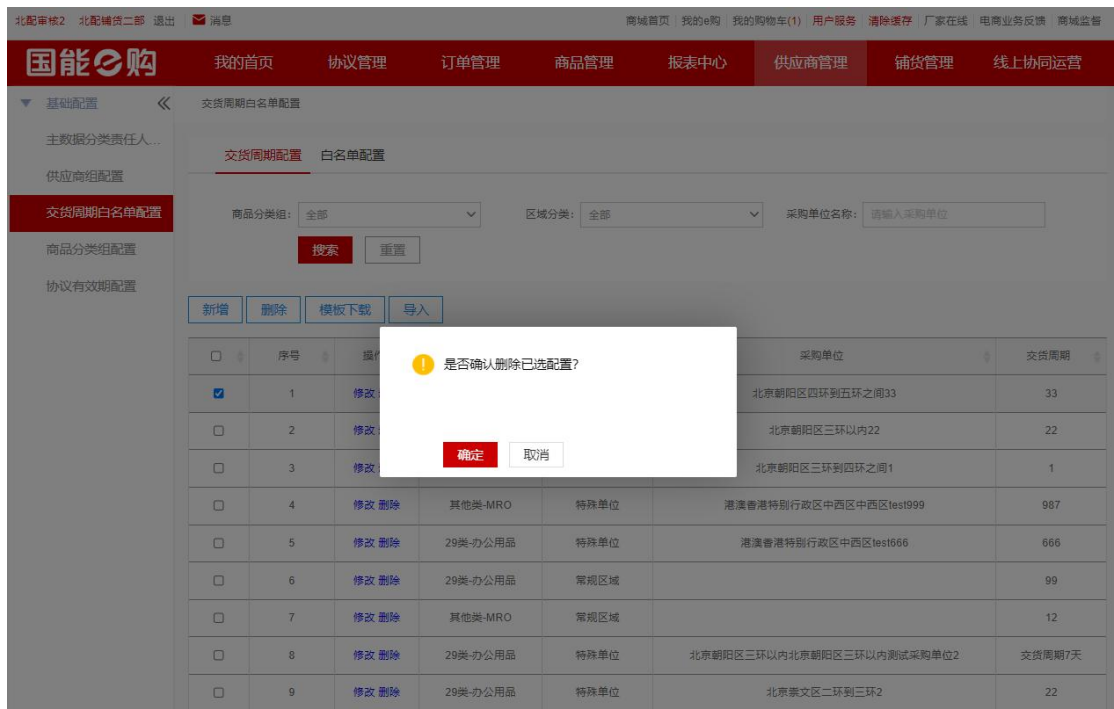 北配审核2 北配铺货二部 退出 消息 商城首页 我的e购 我的购物车(1) 用户服务 清除缓存 厂家在线 电商业务反馈 商城监督
国能e购 我的首页 协议管理 订单管理 商品管理 报表中心 供应商管理 铺货管理 线上协同运营
基础配置 交货周期白名单配置
主数据分类责任人...
交货周期配置 白名单配置
供应商组配置
交货周期白名单配置 商品分类组: 全部 区域分类: 全部 采购单位名称: 请输入采购单位
商品分类组配置 搜索 重置
协议有效期配置
新增 删除 模板下载 导入
序号 操作 采购单位 交货周期
是否确认删除已选配置?
1 修改 北京朝阳区四环到五环之间33 33
2 修改 北京朝阳区三环以内22 22
确定 取消
3 修改 北京朝阳区三环到四环之间1 1
4 修改 删除 其他类-MRO 特殊单位 港澳香港特别行政区中西区中西区test999 987
5 修改 删除 29类-办公用品 特殊单位 港澳香港特别行政区中西区test666 666
6 修改 删除 29类-办公用品 常规区域 99
7 修改 删除 其他类-MRO 常规区域 12
8 修改 删除 29类-办公用品 特殊单位 北京朝阳区三环以内北京朝阳区三环以内测试采购单位2 交货周期7天
9 修改 删除 29类-办公用品 特殊单位 北京崇文区二环到三环2 22